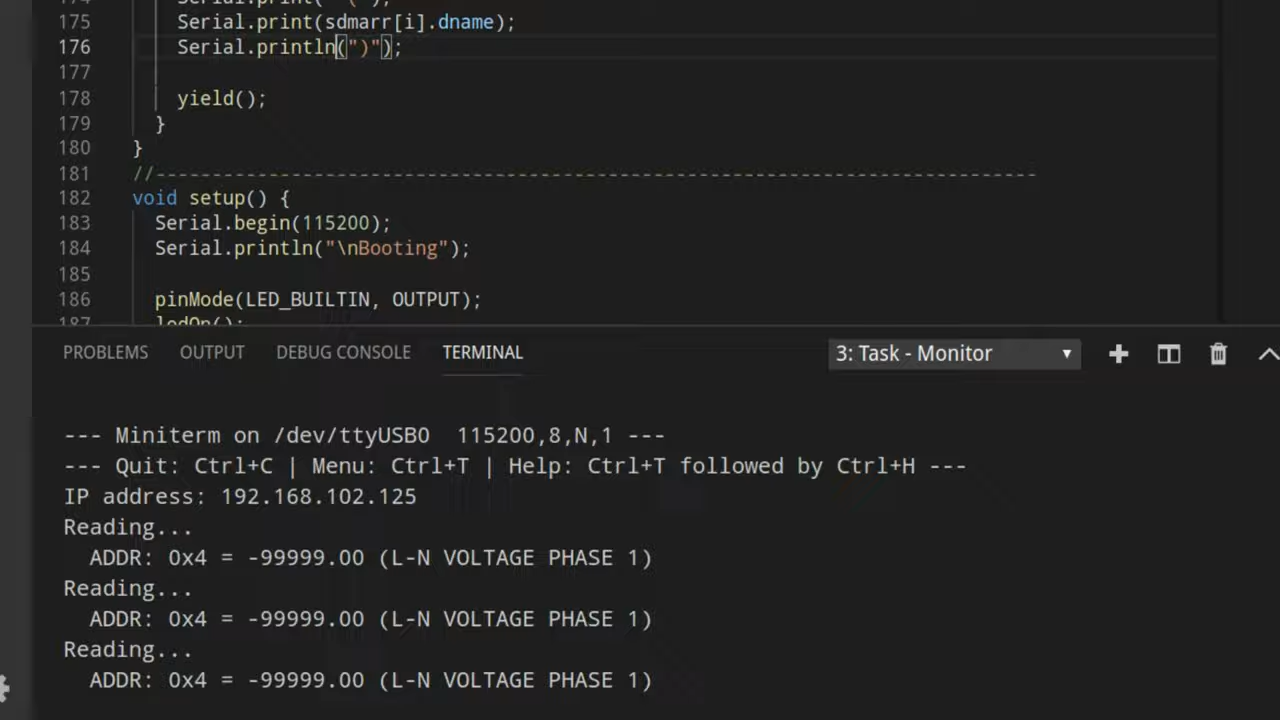 175 Serial.print(sdmarr[i].dname);
176 Serial.println(")");
177
178 yield();
179 }
180 }
181 //------------------------------------------------------------------------------
182 void setup() {
183 Serial.begin(115200);
184 Serial.println("\nBooting");
185
186 pinMode(LED_BUILTIN, OUTPUT);
187 ledOn();
PROBLEMS OUTPUT DEBUG CONSOLE TERMINAL 3: Task - Monitor
--- Miniterm on /dev/ttyUSB0  115200,8,N,1 ---
--- Quit: Ctrl+C | Menu: Ctrl+T | Help: Ctrl+T followed by Ctrl+H ---
IP address: 192.168.102.125
Reading...
ADDR: 0x4 = -99999.00 (L-N VOLTAGE PHASE 1)
Reading...
ADDR: 0x4 = -99999.00 (L-N VOLTAGE PHASE 1)
Reading...
ADDR: 0x4 = -99999.00 (L-N VOLTAGE PHASE 1)